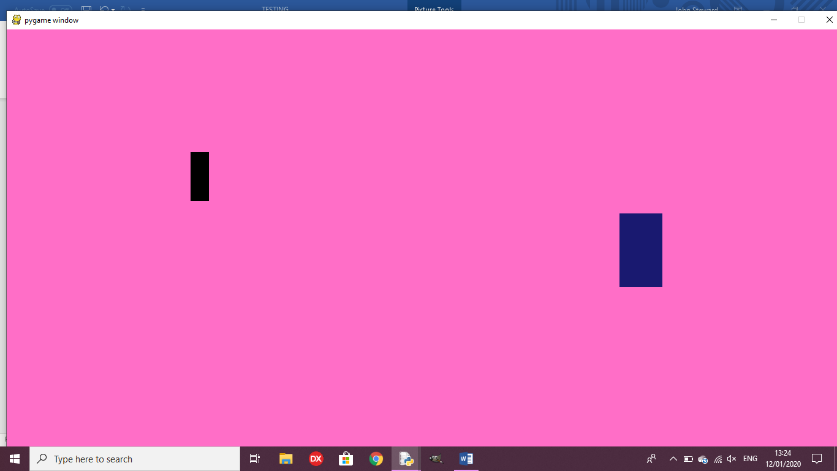 TESTING
Picture Tools
pygame window
DX
Type here to search
ENG
13:24
12/01/2020